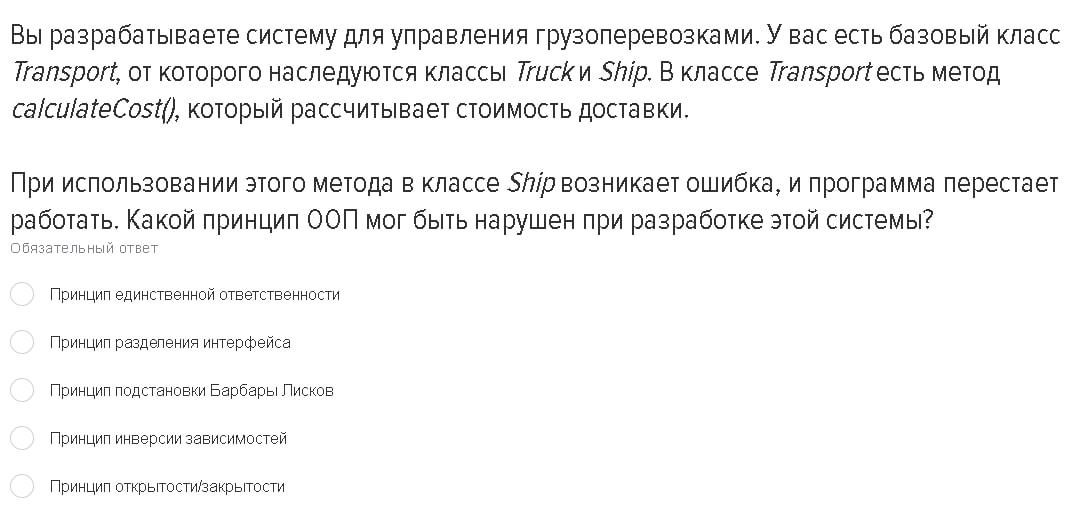 Вы разрабатываете систему для управления грузоперевозками. У вас есть базовый класс
Transport, от которого наследуются классы Truck и Ship. В классе Transport есть метод
calculateCost(), который рассчитывает стоимость доставки.
При использовании этого метода в классе Ship возникает ошибка, и программа перестает
работать. Какой принцип ООП мог быть нарушен при разработке этой системы?
Обязательный ответ
Принцип единственной ответственности
Принцип разделения интерфейса
Принцип подстановки Барбары Лисков
Принцип инверсии зависимостей
Принцип открытости/закрытости